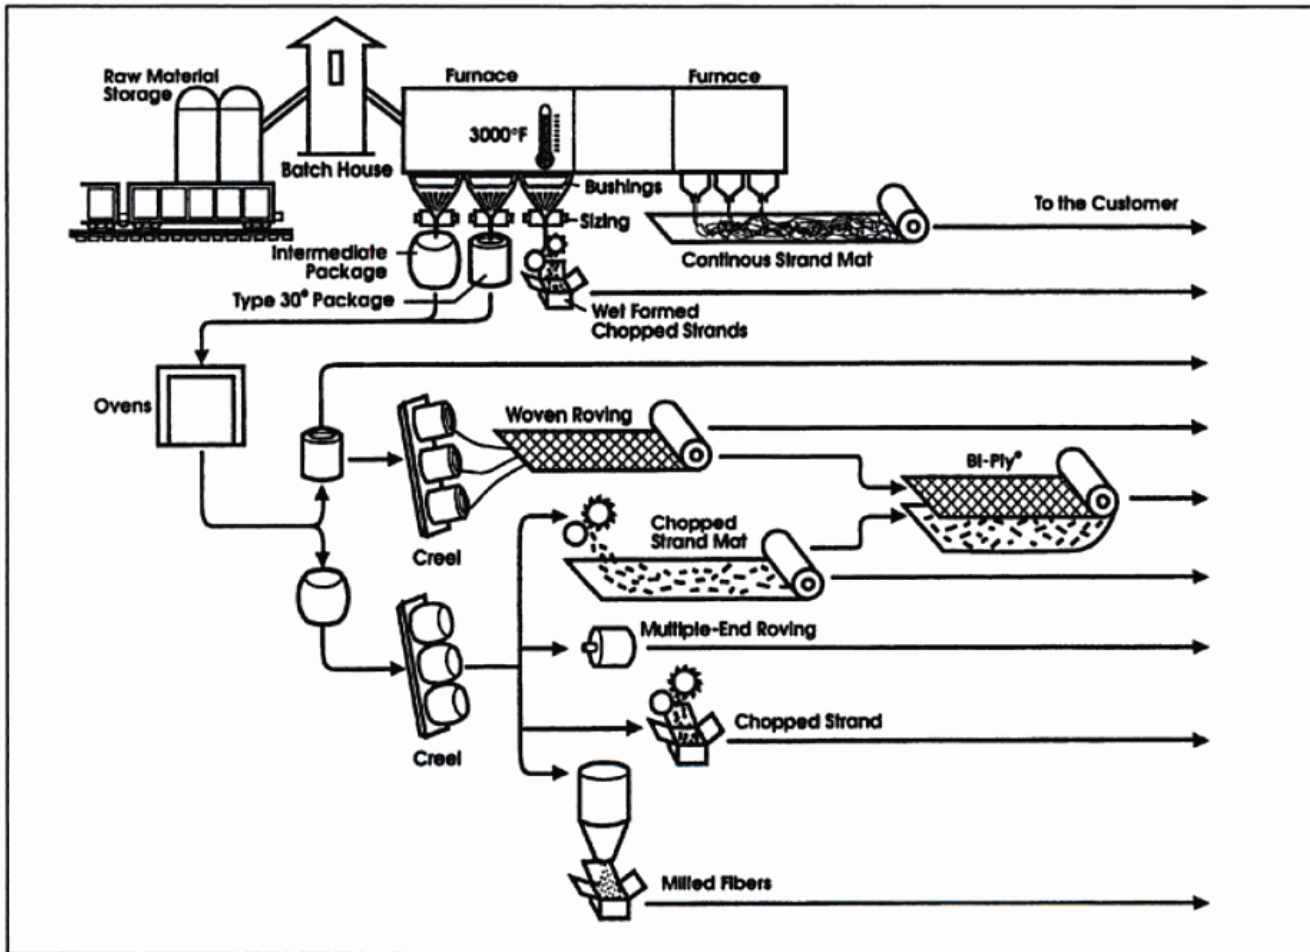 Raw Material
Storage
Furnace
Furnace
3000°F
Batch House
Bushings
Sizing
To the Customer
Intermediate
Package
Continous Strand Mat
Type 30® Package
Wet Formed
Chopped Strands
Ovens
Woven Roving
Bi-Ply®
Creel
Chopped
Strand Mat
Multiple-End Roving
Chopped Strand
Creel
Milled Fibers